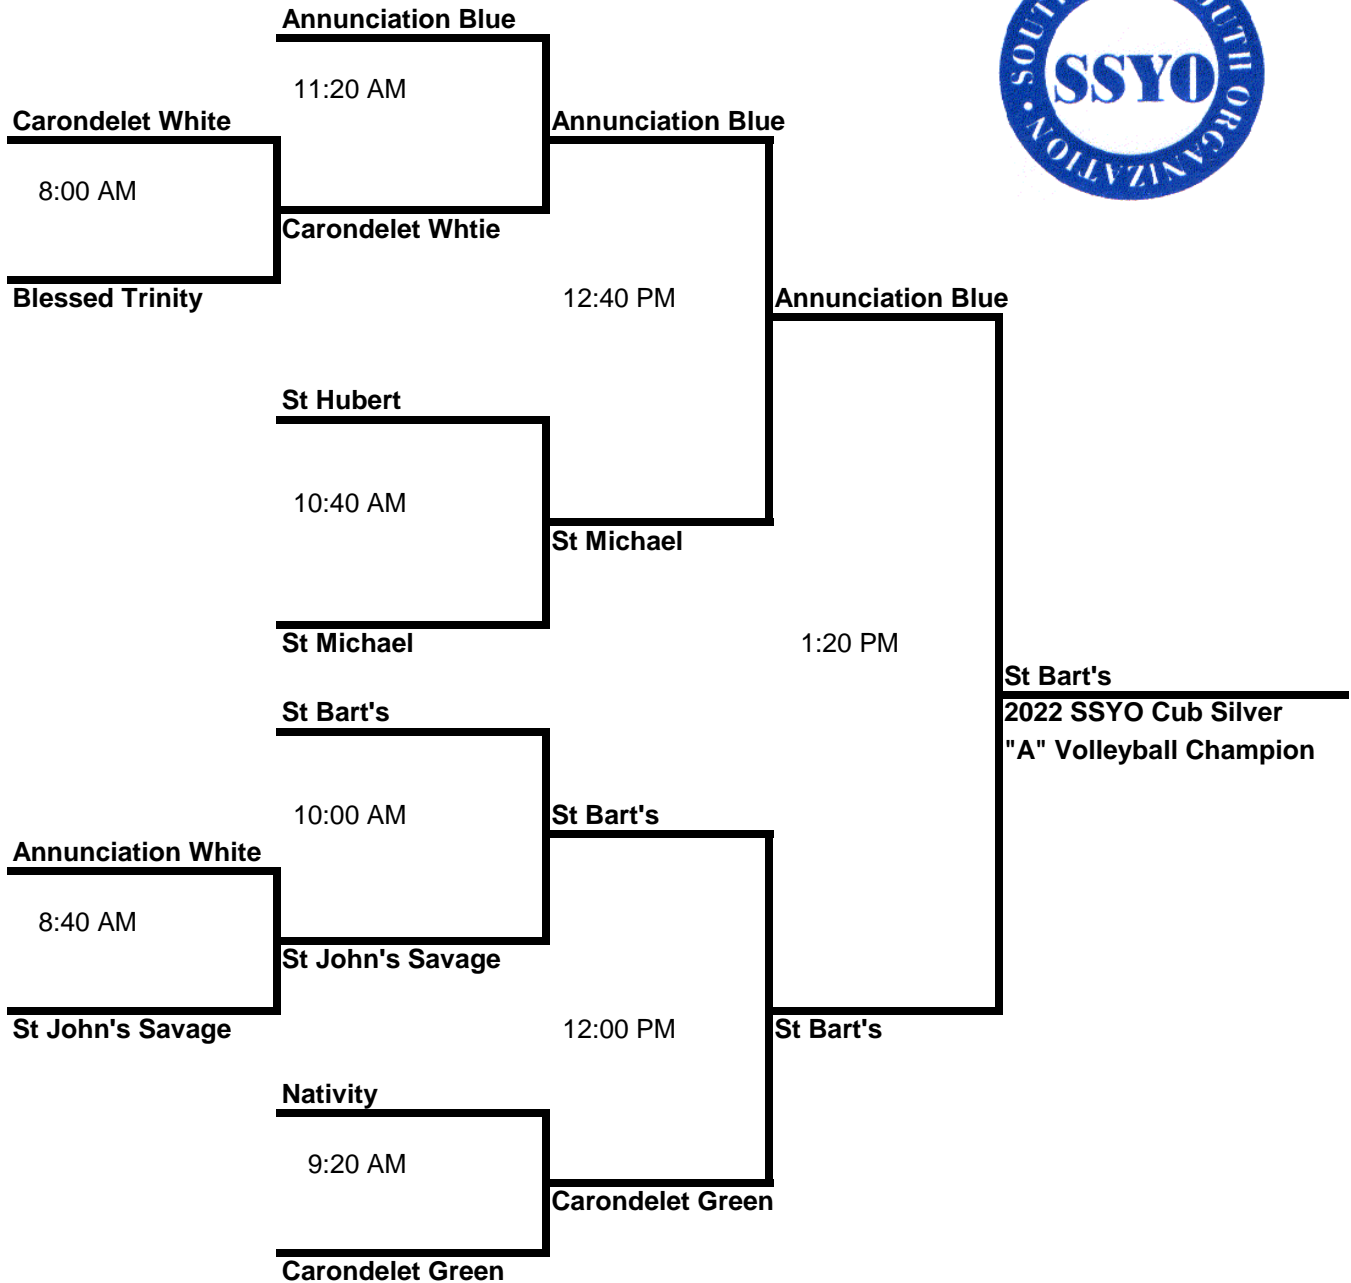 Annunciation Blue
11:20 AM
Carondelet White
Annunciation Blue
8:00 AM
Carondelet Whtie
Blessed Trinity
12:40 PM
Annunciation Blue
St Hubert
10:40 AM
St Michael
St Michael
1:20 PM
St Bart's
2022 SSYO Cub Silver
"A" Volleyball Champion
St Bart's
10:00 AM
St Bart's
Annunciation White
8:40 AM
St John's Savage
St John's Savage
12:00 PM
St Bart's
Nativity
9:20 AM
Carondelet Green
Carondelet Green
SSYO
ORGANIZATION